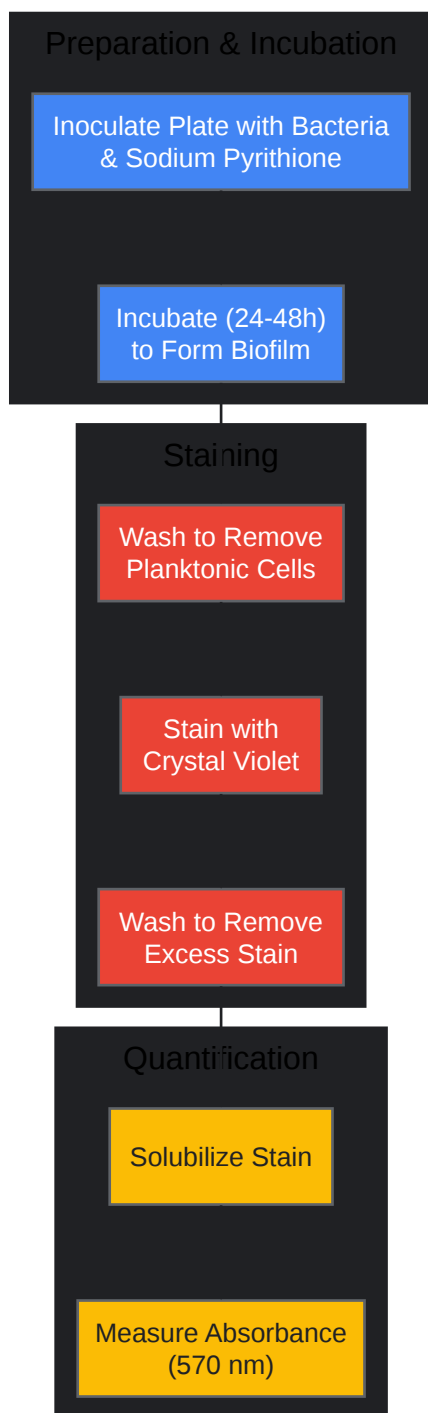 Preparation & Incubation
Inoculate Plate with Bacteria
& Sodium Pyrithione
Incubate (24-48h)
to Form Biofilm
Staining
Wash to Remove
Planktonic Cells
Stain with
Crystal Violet
Wash to Remove
Excess Stain
Quantification
Solubilize Stain
Measure Absorbance
(570 nm)